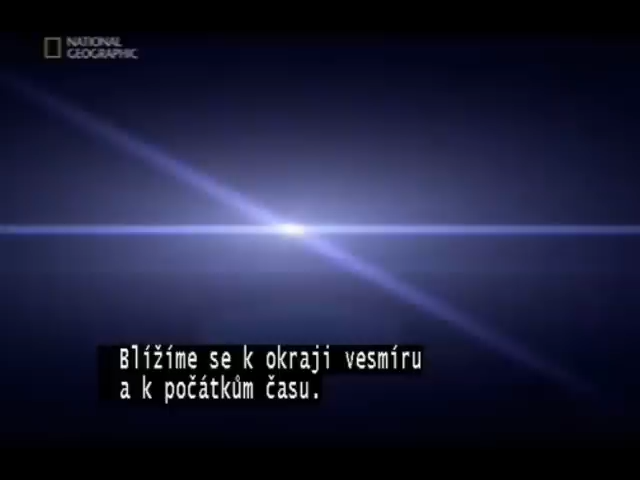 NATIONAL
GEOGRAPHIC
Blížíme se k okraji vesmíru
a k počátkům času.